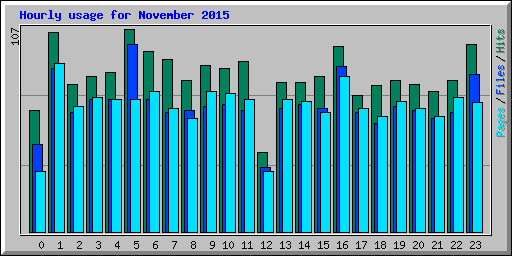 Hourly usage for November 2015
107
Pages/Files/Hits
0 1 2 3 4 5 6 7 8 9 10 11 12 13 14 15 16 17 18 19 20 21 22 23